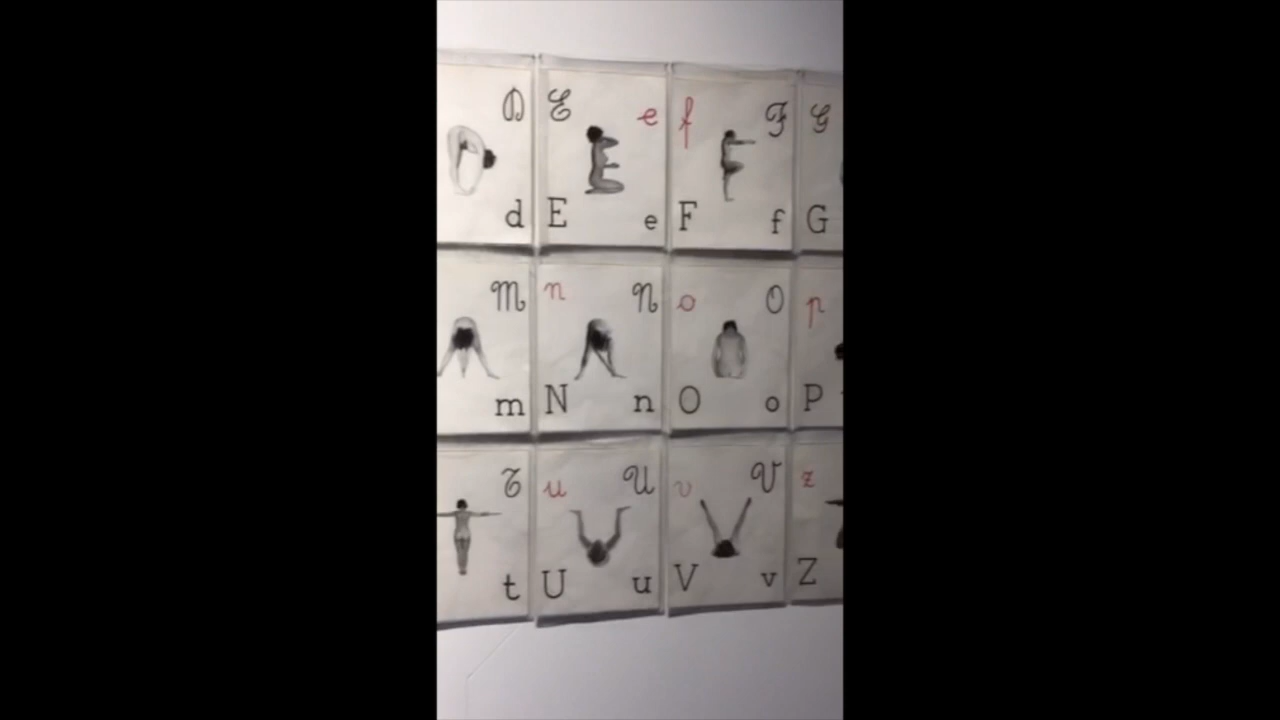 D E e f F G
d E e F f G
M n N o O p
m N n O o P
T u U v V z
t U u V v Z